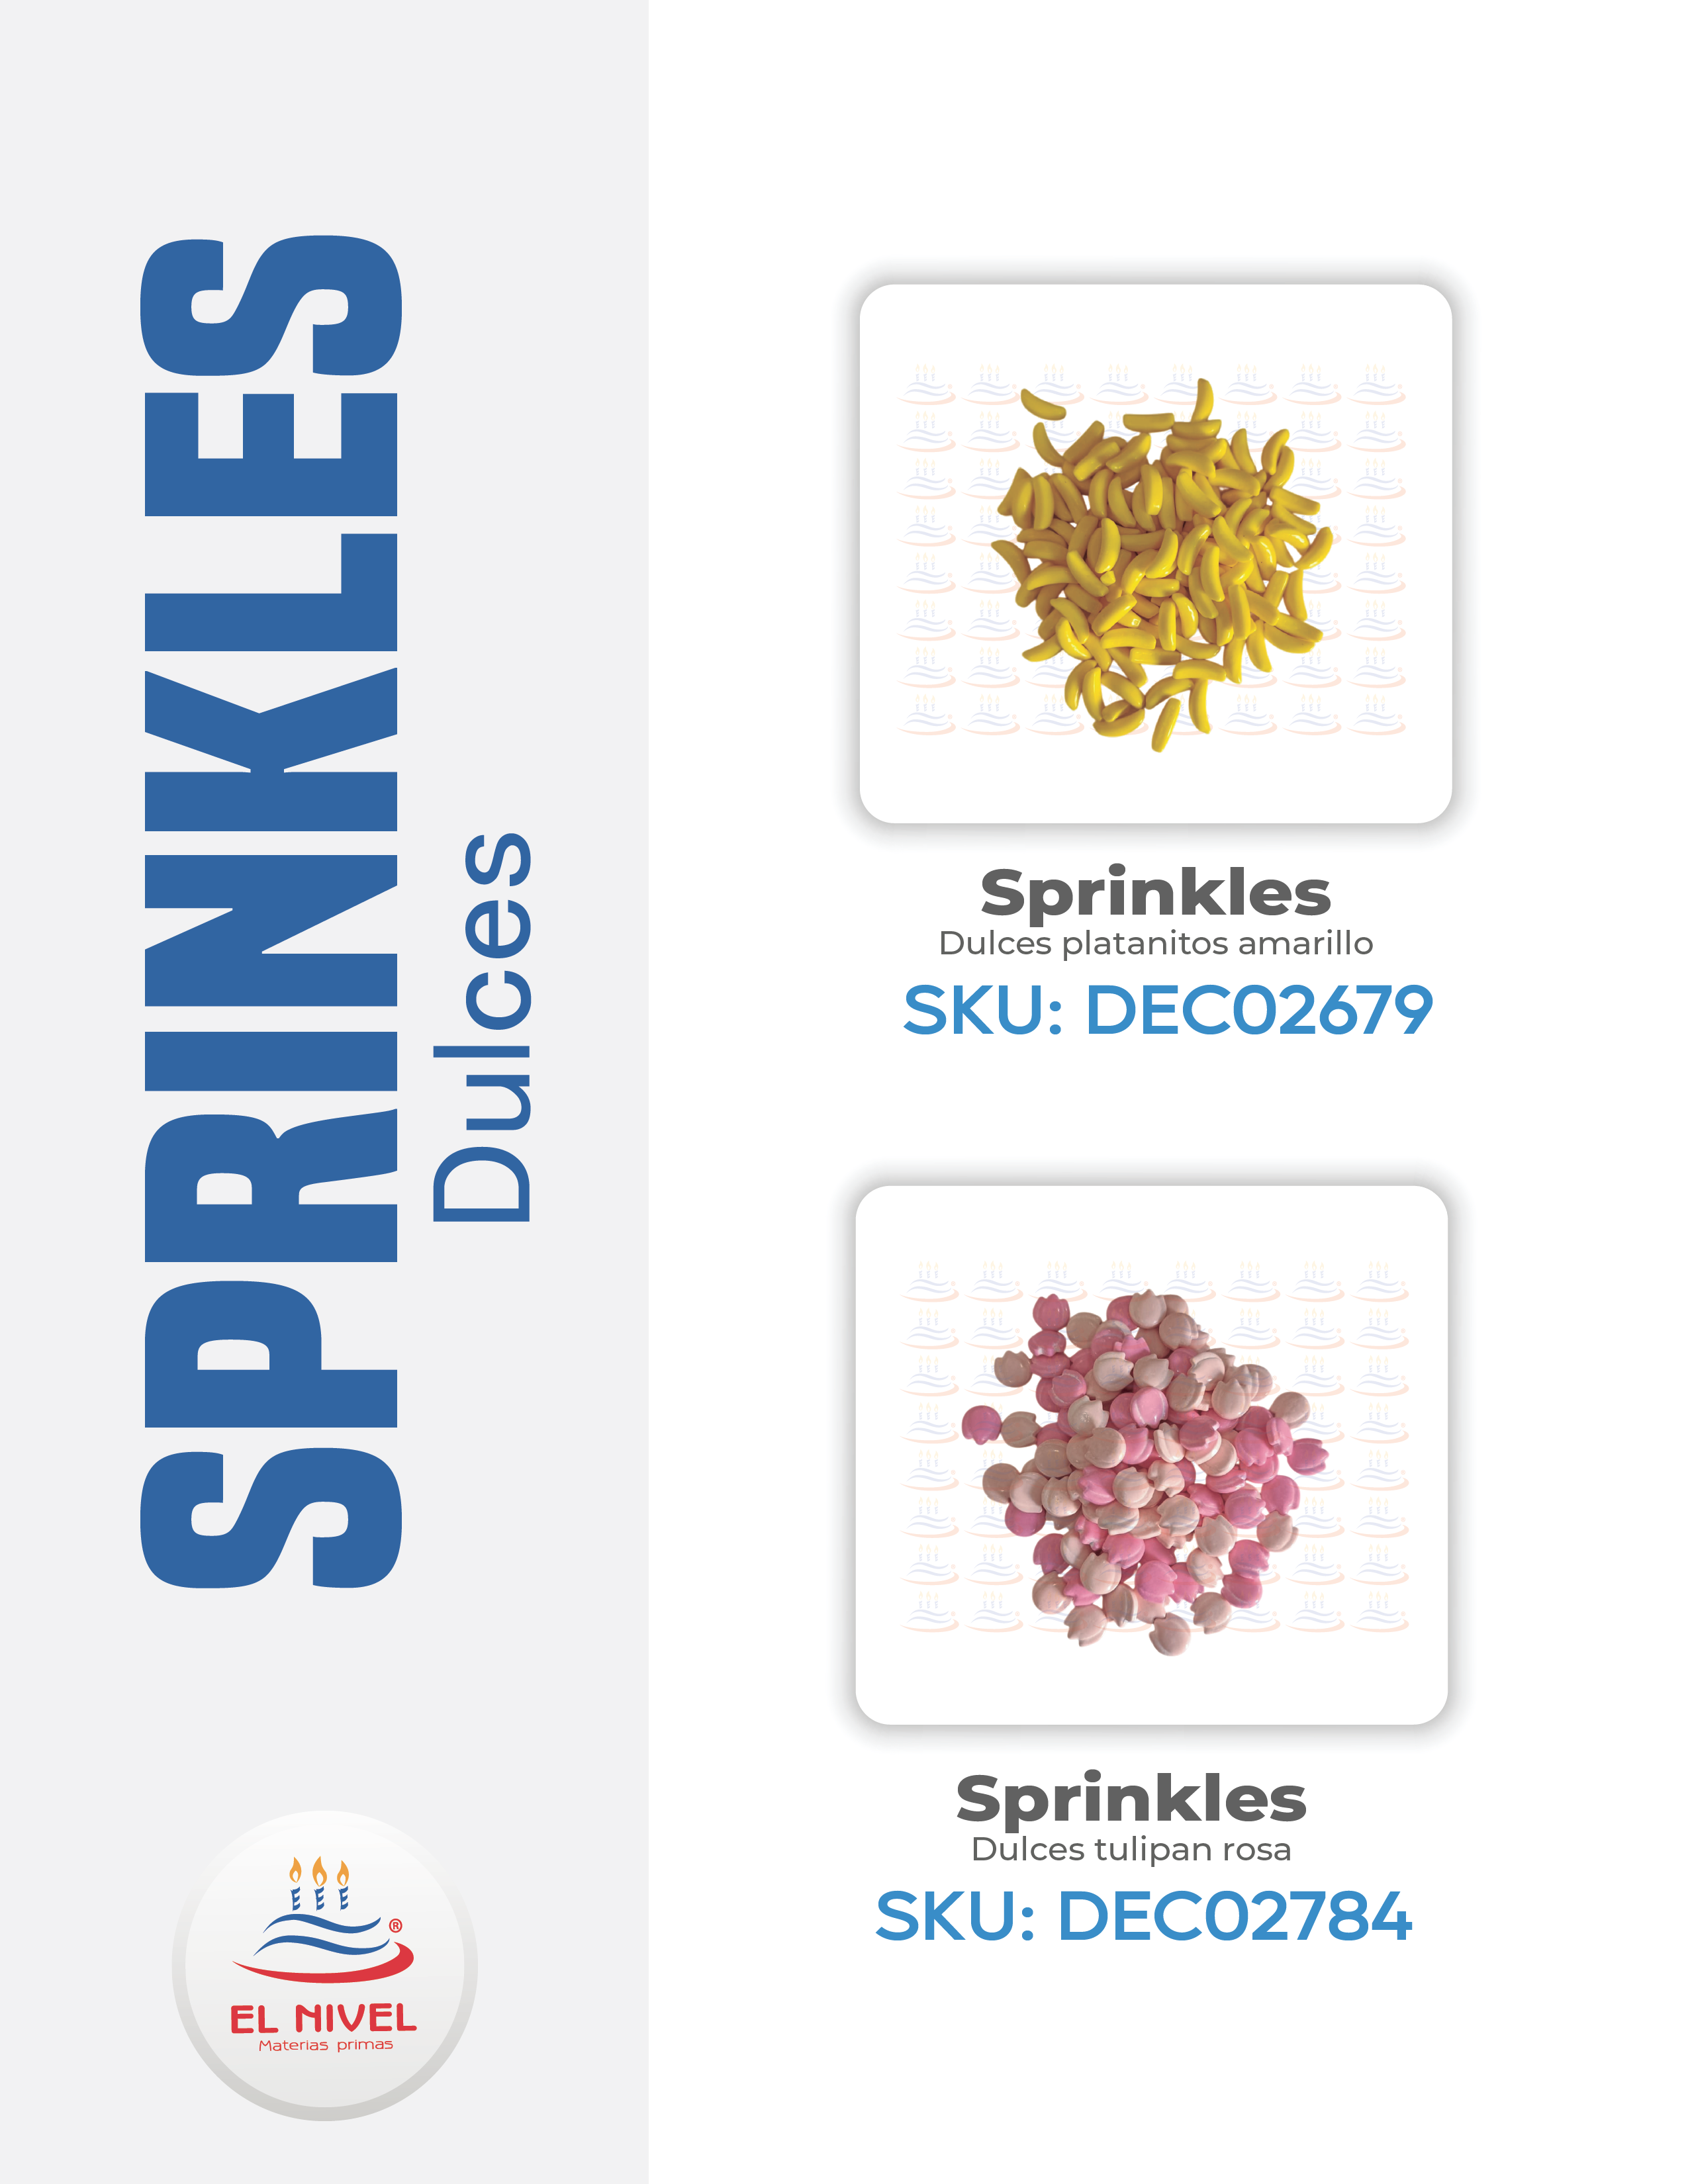 SPRINKLES
Dulces
Sprinkles
Dulces platanitos amarillo
SKU: DEC02679
Sprinkles
Dulces tulipan rosa
SKU: DEC02784
®
EL NIVEL
Materias primas